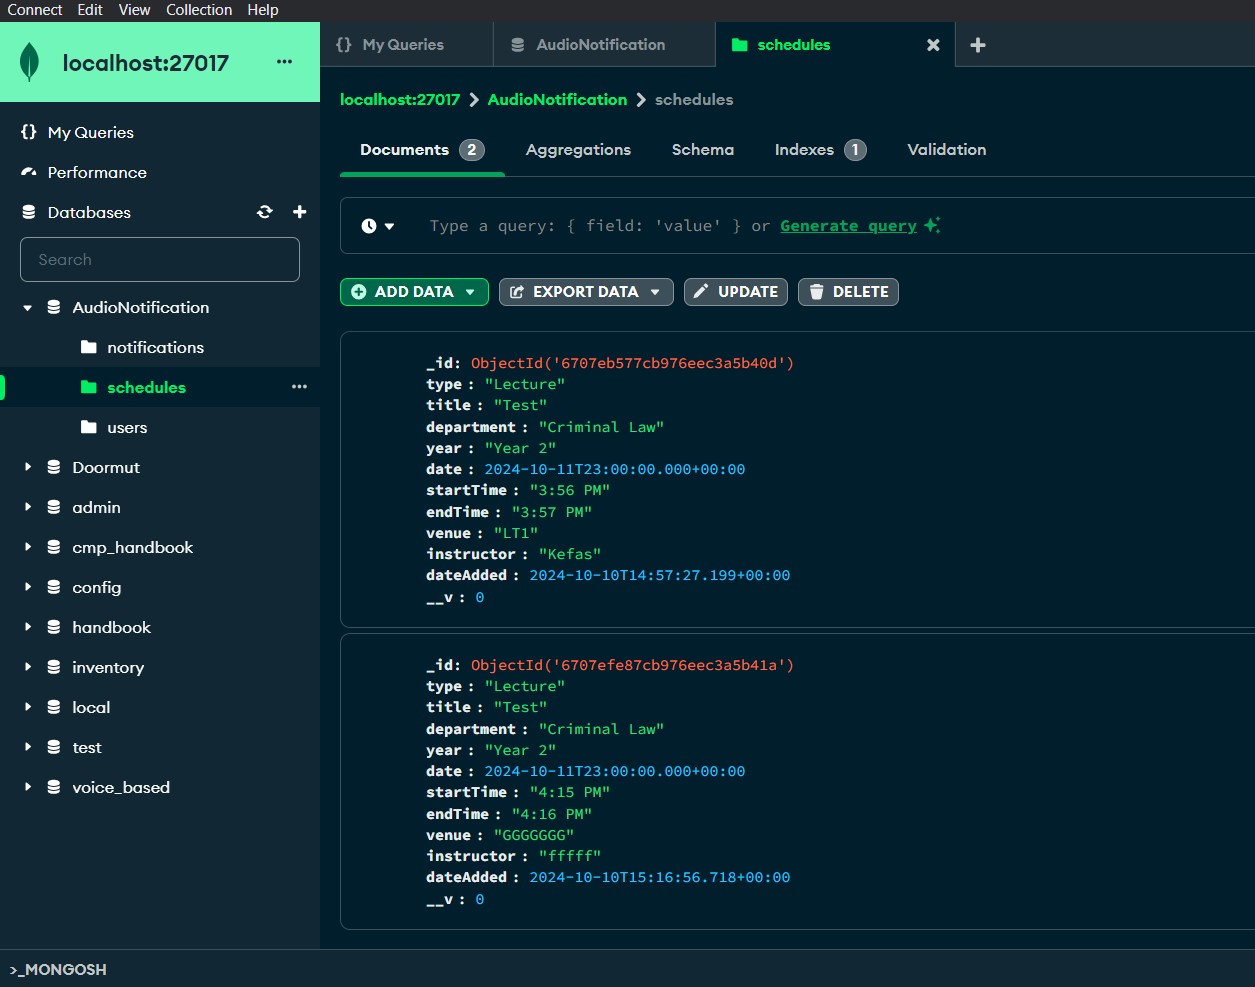 Connect Edit View Collection Help
localhost:27017 ...
My Queries
Performance
Databases
Search
AudioNotification
notifications
schedules ...
users
Doormut
admin
cmp_handbook
config
handbook
inventory
local
test
voice_based
{} My Queries AudioNotification schedules
localhost:27017 > AudioNotification > schedules
Documents 2 Aggregations Schema Indexes 1 Validation
Type a query: { field: 'value' } or Generate query
ADD DATA EXPORT DATA UPDATE DELETE
_id: ObjectId('6707eb577cb976eec3a5b40d')
type : "Lecture"
title : "Test"
department : "Criminal Law"
year : "Year 2"
date : 2024-10-11T23:00:00.000+00:00
startTime : "3:56 PM"
endTime : "3:57 PM"
venue : "LT1"
instructor : "Kefas"
dateAdded : 2024-10-10T14:57:27.199+00:00
__v : 0
_id: ObjectId('6707efe87cb976eec3a5b41a')
type : "Lecture"
title : "Test"
department : "Criminal Law"
year : "Year 2"
date : 2024-10-11T23:00:00.000+00:00
startTime : "4:15 PM"
endTime : "4:16 PM"
venue : "GGGGGGG"
instructor : "fffff"
dateAdded : 2024-10-10T15:16:56.718+00:00
__v : 0
>_MONGOSH